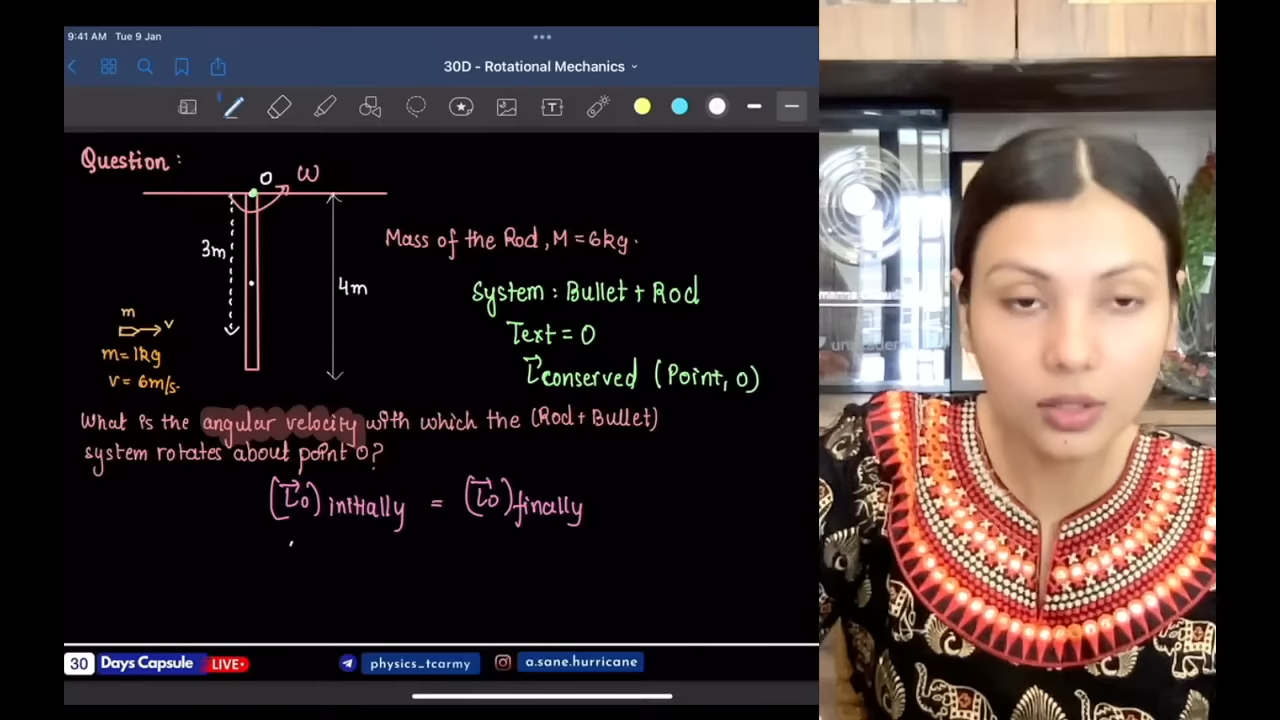 9:41 AM Tue 9 Jan
30D - Rotational Mechanics
Question :
O ω
3m
4m
Mass of the Rod, M = 6kg.
System : Bullet + Rod
τext = 0
L conserved (Point, O)
m
v
m = 1kg
v = 6m/s.
What is the angular velocity with which the (Rod + Bullet)
system rotates about point O?
(L⃗o) initially = (L⃗o) finally
30 Days Capsule LIVE
physics_tcarmy
a.sane.hurricane